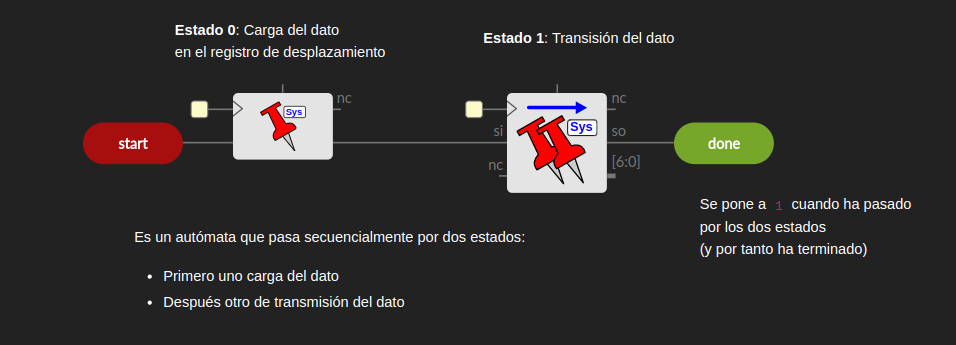 Estado 0: Carga del dato
en el registro de desplazamiento
Estado 1: Transisión del dato
nc
Sys
start
nc
si
so
Sys
nc
[6:0]
done
Se pone a 1 cuando ha pasado
por los dos estados
(y por tanto ha terminado)
Es un autómata que pasa secuencialmente por dos estados:
• Primero uno carga del dato
• Después otro de transmisión del dato